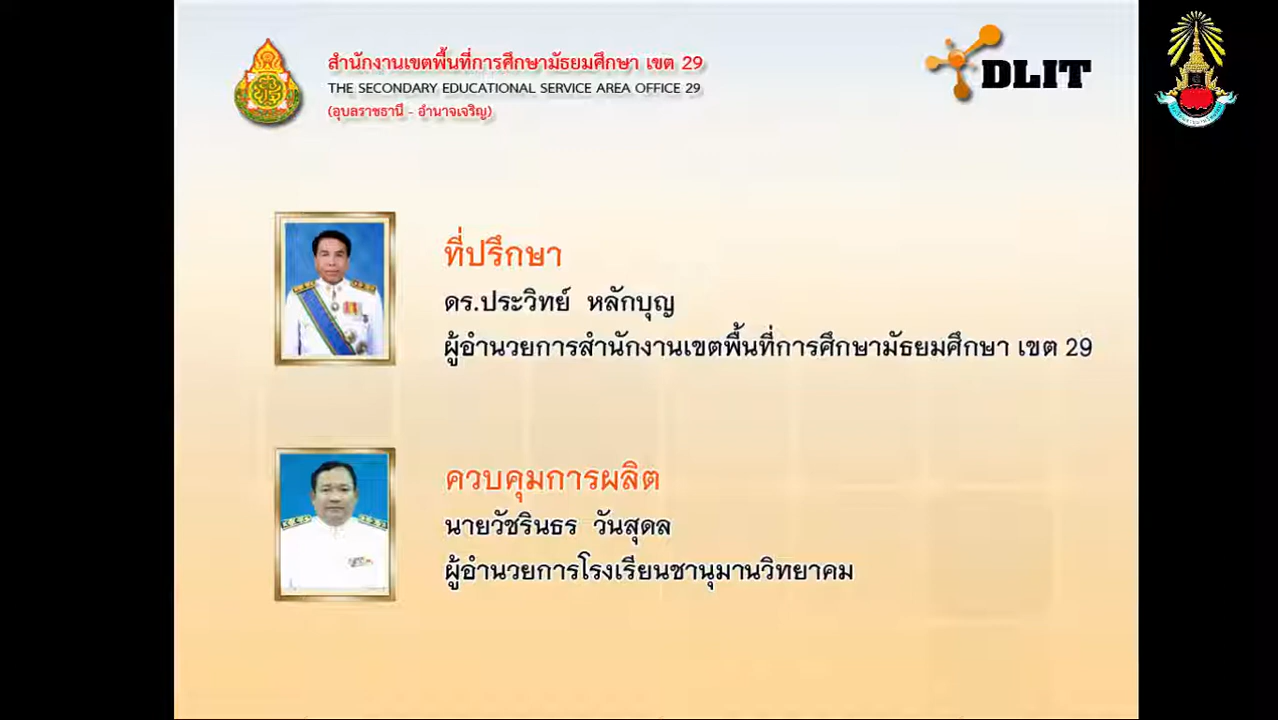 สำนักงานเขตพื้นที่การศึกษามัธยมศึกษา เขต 29
THE SECONDARY EDUCATIONAL SERVICE AREA OFFICE 29
(อุบลราชธานี - อำนาจเจริญ)
DLIT
ที่ปรึกษา
ดร.ประวิทย์ หลักบุญ
ผู้อำนวยการสำนักงานเขตพื้นที่การศึกษามัธยมศึกษา เขต 29
ควบคุมการผลิต
นายวัชรินธร วันสุดล
ผู้อำนวยการโรงเรียนชานุมานวิทยาคม